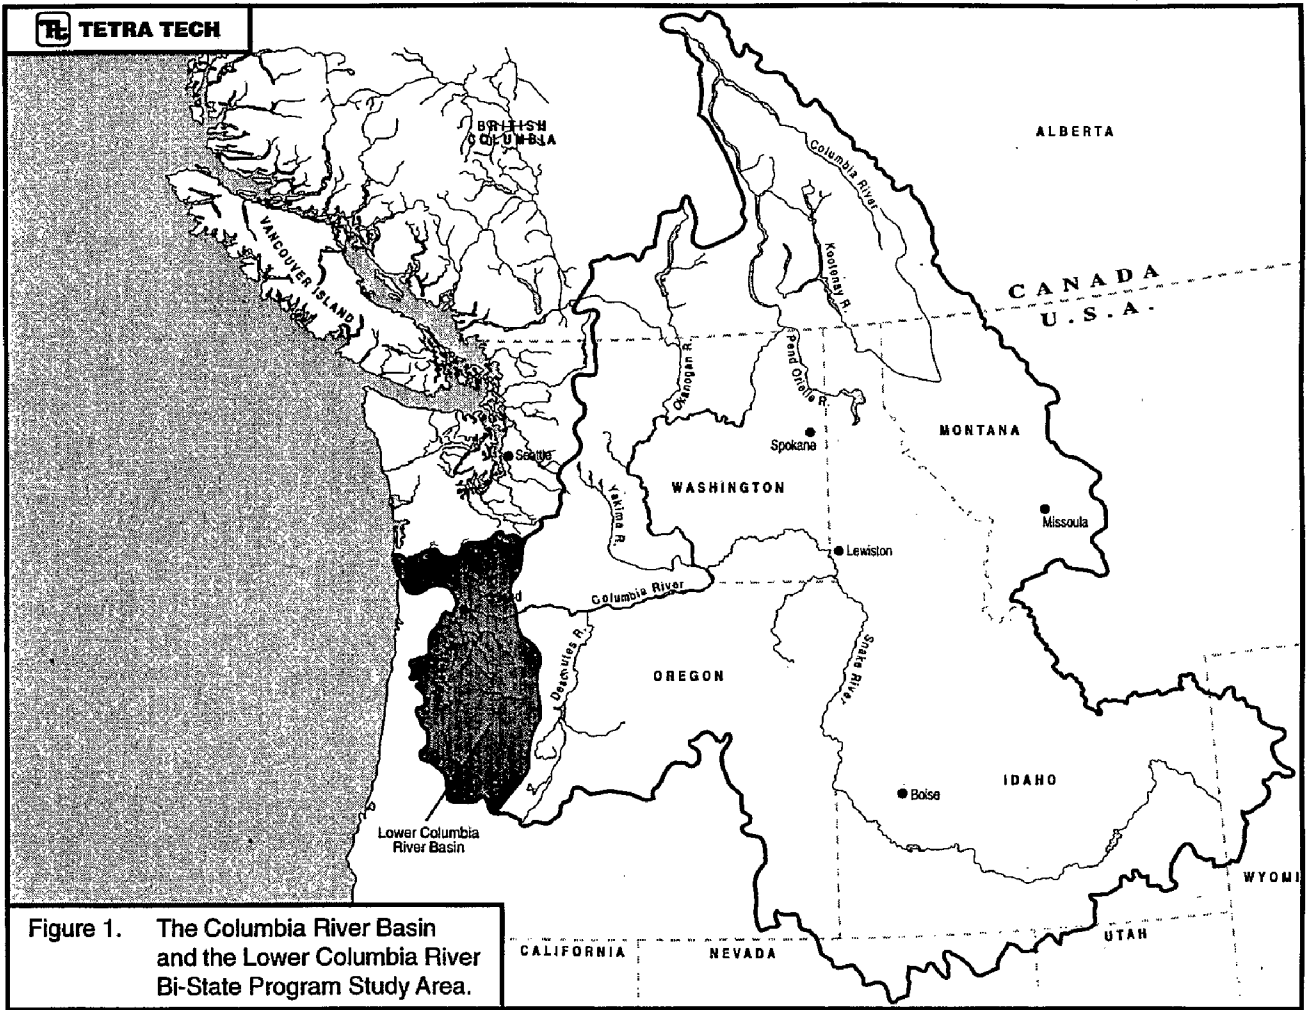 TETRA TECH
BRITISH
COLUMBIA
ALBERTA
Columbia River
VANCOUVER ISLAND
Kootenay R.
CANADA
U.S.A.
Okanogan R.
Pend Orielle R.
MONTANA
Spokane
Seattle
WASHINGTON
Yakima R.
Missoula
Lewiston
Columbia River
Deschutes R.
Snake River
OREGON
IDAHO
Boise
Lower Columbia
River Basin
WYOMI
UTAH
CALIFORNIA
NEVADA
Figure 1. The Columbia River Basin
and the Lower Columbia River
Bi-State Program Study Area.